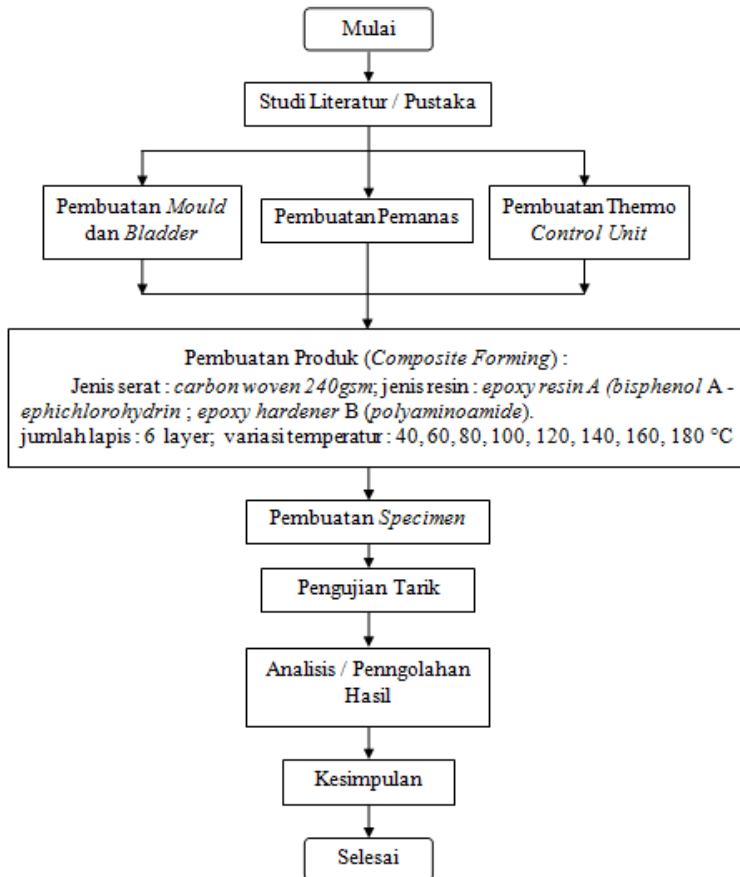 Mulai
Studi Literatur / Pustaka
Pembuatan Mould
dan Bladder
Pembuatan Pemanas
Pembuatan Thermo
Control Unit
Pembuatan Produk (Composite Forming) :
Jenis serat : carbon woven 240gsm; jenis resin : epoxy resin A (bisphenol A -
ephichlorohydrin ; epoxy hardener B (polyaminoamide).
jumlah lapis : 6 layer; variasi temperatur : 40, 60, 80, 100, 120, 140, 160, 180 °C
Pembuatan Specimen
Pengujian Tarik
Analisis / Penngolahan
Hasil
Kesimpulan
Selesai